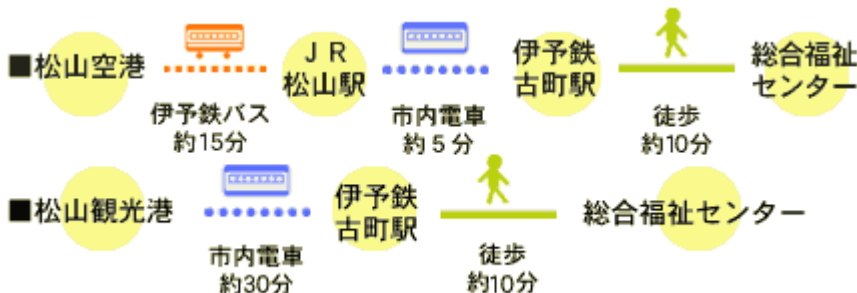 ■松山空港
伊予鉄バス
約15分
JR
松山駅
市内電車
約5分
伊予鉄
古町駅
徒歩
約10分
総合福祉
センター
■松山観光港
市内電車
約30分
伊予鉄
古町駅
徒歩
約10分
総合福祉センター